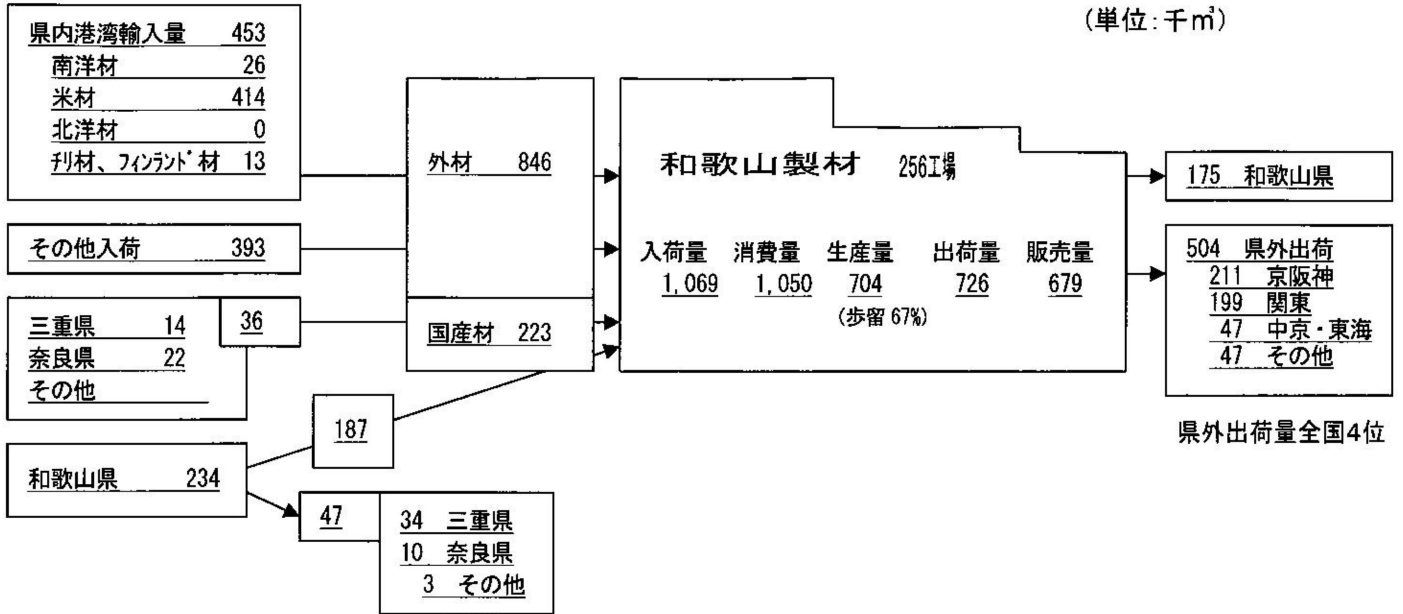 (単位:千㎥)
県内港湾輸入量 453
南洋材 26
米材 414
北洋材 0
ﾁﾘ材、ﾌｨﾝﾗﾝﾄﾞ材 13
その他入荷 393
三重県 14
奈良県 22
その他
36
和歌山県 234
187
47
34 三重県
10 奈良県
3 その他
外材 846
国産材 223
和歌山製材 256工場
入荷量 消費量 生産量 出荷量 販売量
1,069 1,050 704 726 679
(歩留 67%)
175 和歌山県
504 県外出荷
211 京阪神
199 関東
47 中京・東海
47 その他
県外出荷量全国4位